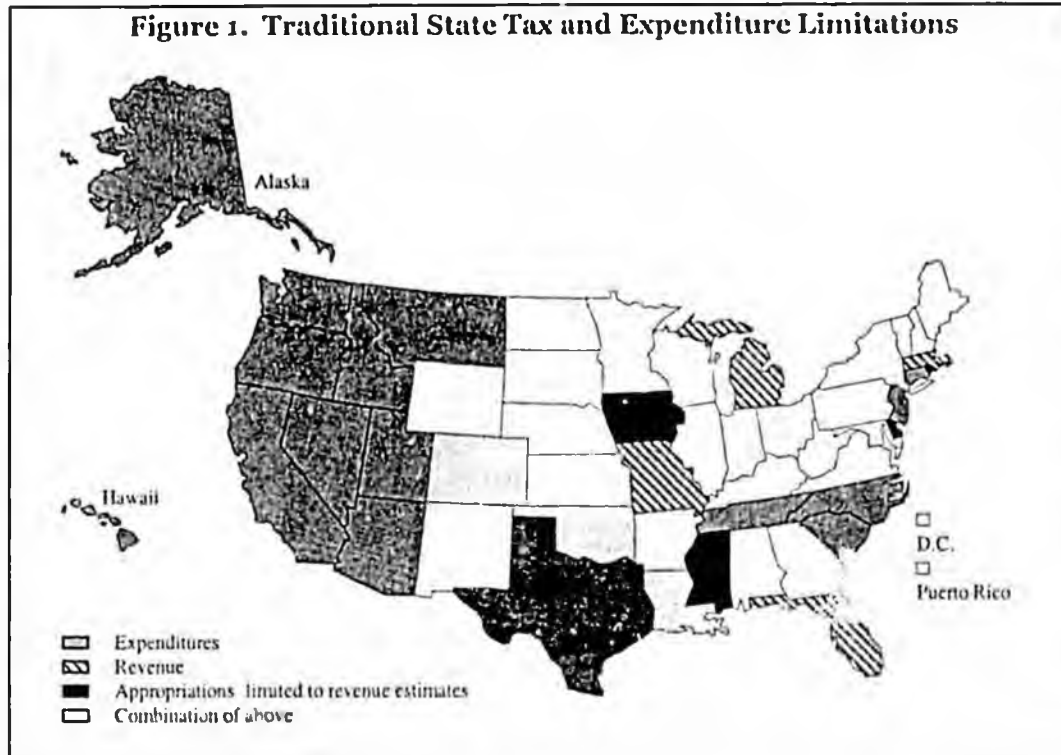 Figure 1. Traditional State Tax and Expenditure Limitations
Alaska
Hawaii
D.C.
Puerto Rico
Expenditures
Revenue
Appropriations limited to revenue estimates
Combination of above